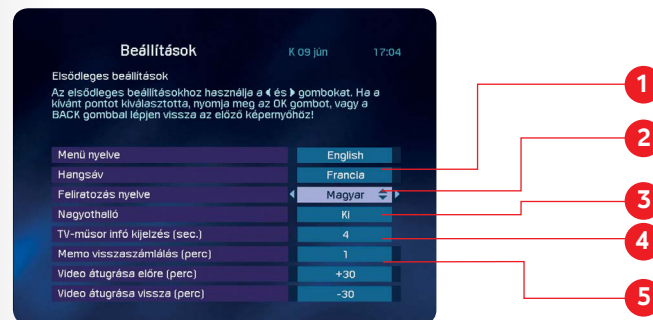 Beállítások K 09 jún 17:04
Elsődleges beállítások
Az elsődleges beállításokhoz használja a ◀ és ▶ gombokat. Ha a
kívánt pontot kiválasztotta, nyomja meg az OK gombot, vagy a
BACK gombbal lépjen vissza az előző képernyőhöz!
Menü nyelve English
Hangsáv Francia
Feliratozás nyelve Magyar
Nagyothalló KI
TV-műsor infó kijelzés (sec.) 4
Memo visszaszámlálás (perc) 1
Video átugrása előre (perc) +30
Video átugrása vissza (perc) -30
1
2
3
4
5